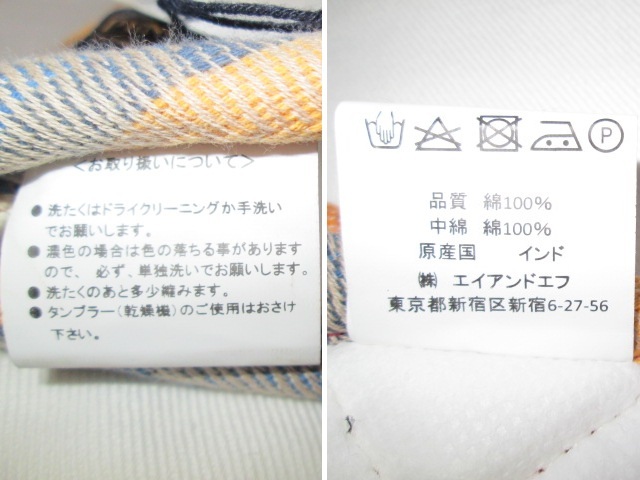 <お取り扱いについて>
● 洗たくはドライクリーニングか手洗い
でお願いします。
● 濃色の場合は色の落ちる事があります
ので、 必ず、単独洗いでお願いします。
● 洗たくのあと多少縮みます。
● タンブラー(乾燥機)のご使用はおさけ
下さい。
P
品質 綿100%
中綿 綿100%
原産国 インド
㈱ エイアンドエフ
東京都新宿区新宿6-27-56